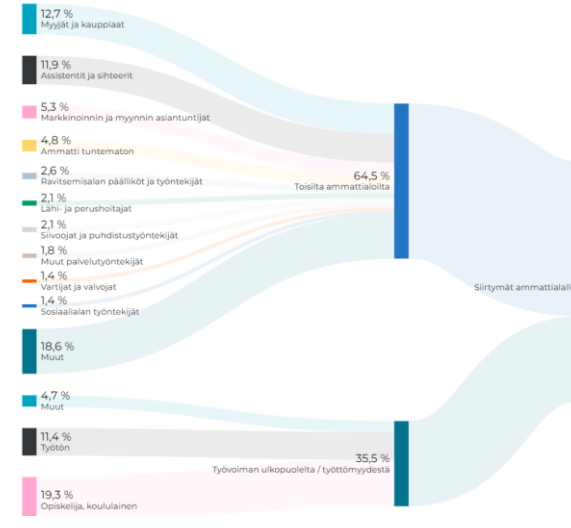 12,7 %
Myyjät ja kauppiaat
11,9 %
Assistentit ja sihteerit
5,3 %
Markkinoinnin ja myynnin asiantuntijat
4,8 %
Ammatti tuntematon
2,6 %
Ravitsemisalan päälliköt ja työntekijät
2,1 %
Lähi- ja perushoitajat
2,1 %
Siivoojat ja puhdistustyöntekijät
1,8 %
Muut palvelutyöntekijät
1,4 %
Vartijat ja valvojat
1,4 %
Sosiaalialan työntekijät
18,6 %
Muut
4,7 %
Muut
11,4 %
Työtön
19,3 %
Opiskelija, koululainen
64,5 %
Toisilta ammattialoilta
35,5 %
Työvoiman ulkopuolelta / työttömyydestä
Siirtymät